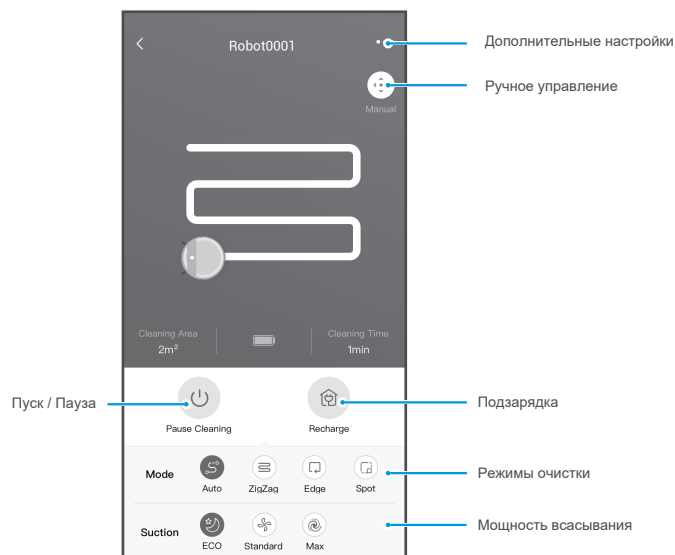 Robot0001
Дополнительные настройки
Ручное управление
Manual
Cleaning Area
2m²
Cleaning Time
1min
Пуск / Пауза
Подзарядка
Pause Cleaning
Recharge
Mode
Auto
ZigZag
Edge
Spot
Режимы очистки
Suction
ECO
Standard
Max
Мощность всасывания